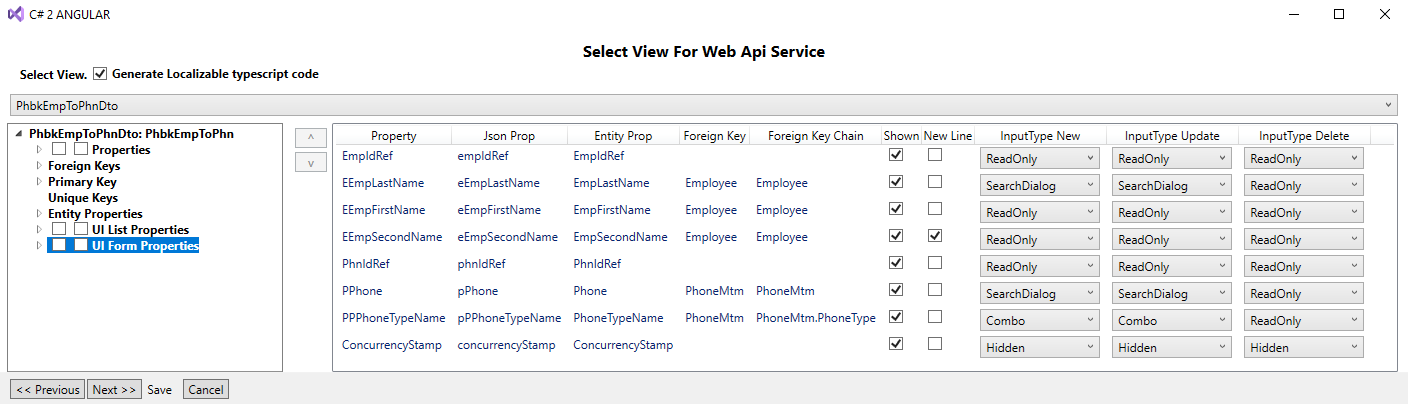 C# 2 ANGULAR
Select View For Web Api Service
Select View. Generate Localizable typescript code
PhbkEmpToPhnDto
PhbkEmpToPhnDto: PhbkEmpToPhn
Properties
Foreign Keys
Primary Key
Unique Keys
Entity Properties
UI List Properties
UI Form Properties
Property Json Prop Entity Prop Foreign Key Foreign Key Chain Shown New Line InputType New InputType Update InputType Delete
EmpIdRef empIdRef EmpIdRef ReadOnly ReadOnly ReadOnly
EEmpLastName eEmpLastName EmpLastName Employee Employee SearchDialog SearchDialog ReadOnly
EEmpFirstName eEmpFirstName EmpFirstName Employee Employee ReadOnly ReadOnly ReadOnly
EEmpSecondName eEmpSecondName EmpSecondName Employee Employee ReadOnly ReadOnly ReadOnly
PhnIdRef phnIdRef PhnIdRef ReadOnly ReadOnly ReadOnly
PPhone pPhone Phone PhoneMtm PhoneMtm SearchDialog SearchDialog ReadOnly
PPPhoneTypeName pPPhoneTypeName PhoneTypeName PhoneMtm PhoneMtm.PhoneType Combo Combo ReadOnly
ConcurrencyStamp concurrencyStamp ConcurrencyStamp Hidden Hidden Hidden
<< Previous Next >> Save Cancel